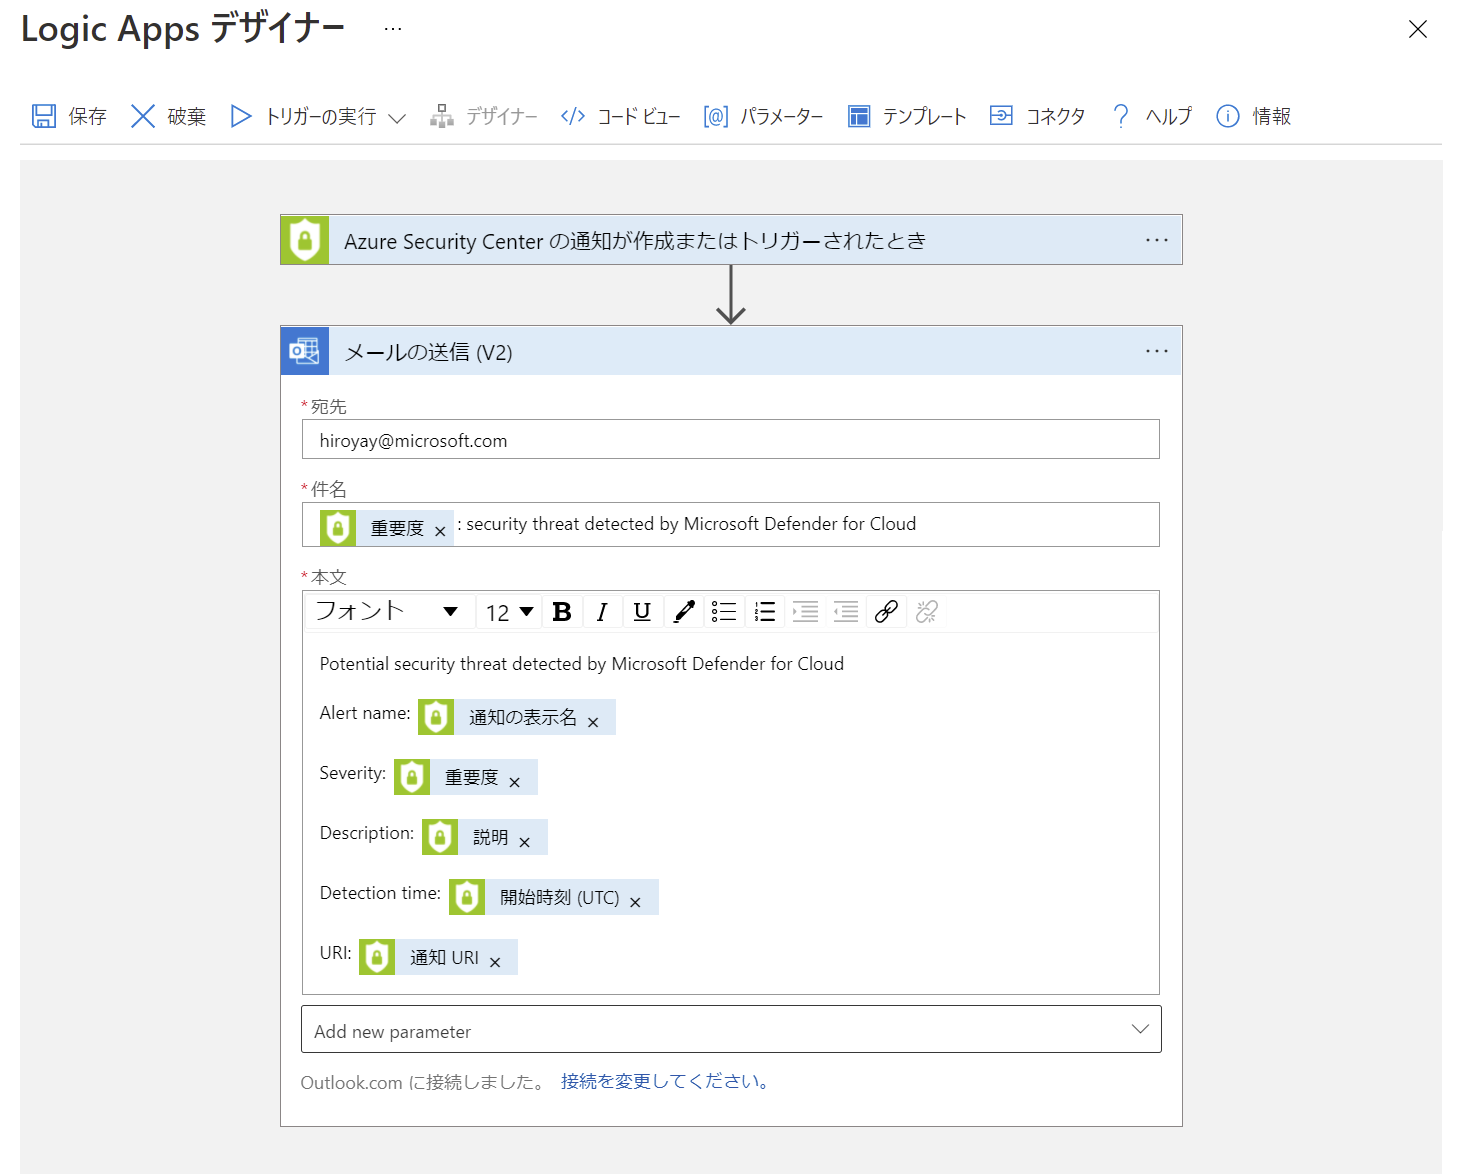 Logic Apps デザイナー ...
保存 破棄 トリガーの実行 デザイナー コード ビュー パラメーター テンプレート コネクタ ヘルプ 情報
Azure Security Center の通知が作成またはトリガーされたとき ...
メールの送信 (V2) ...
*宛先
hiroyay@microsoft.com
*件名
重要度 × : security threat detected by Microsoft Defender for Cloud
*本文
フォント 12 B I U
Potential security threat detected by Microsoft Defender for Cloud
Alert name: 通知の表示名 ×
Severity: 重要度 ×
Description: 説明 ×
Detection time: 開始時刻 (UTC) ×
URI: 通知 URI ×
Add new parameter
Outlook.com に接続しました。 接続を変更してください。